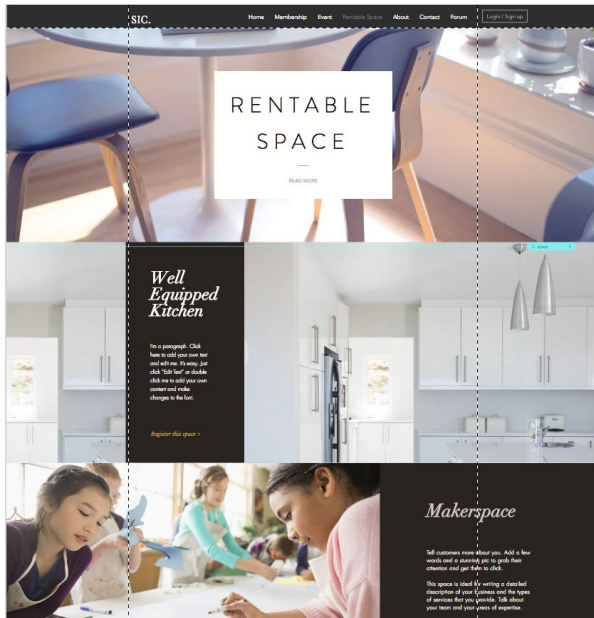 SIC.
Home Membership Event Rentable Space About Contact Forum Login / Sign up
RENTABLE
SPACE
READ MORE
Well
Equipped
Kitchen
I'm a paragraph. Click
here to add your own text
and edit me. It's easy. Just
click "Edit Text" or double
click me to add your own
content and make
changes to the font.
Register this space >
Makerspace
Tell customers more about you. Add a few
words and a stunning pic to grab their
attention and get them to click.
This space is ideal for writing a detailed
description of your business and the types
of services that you provide. Talk about
your team and your areas of expertise.